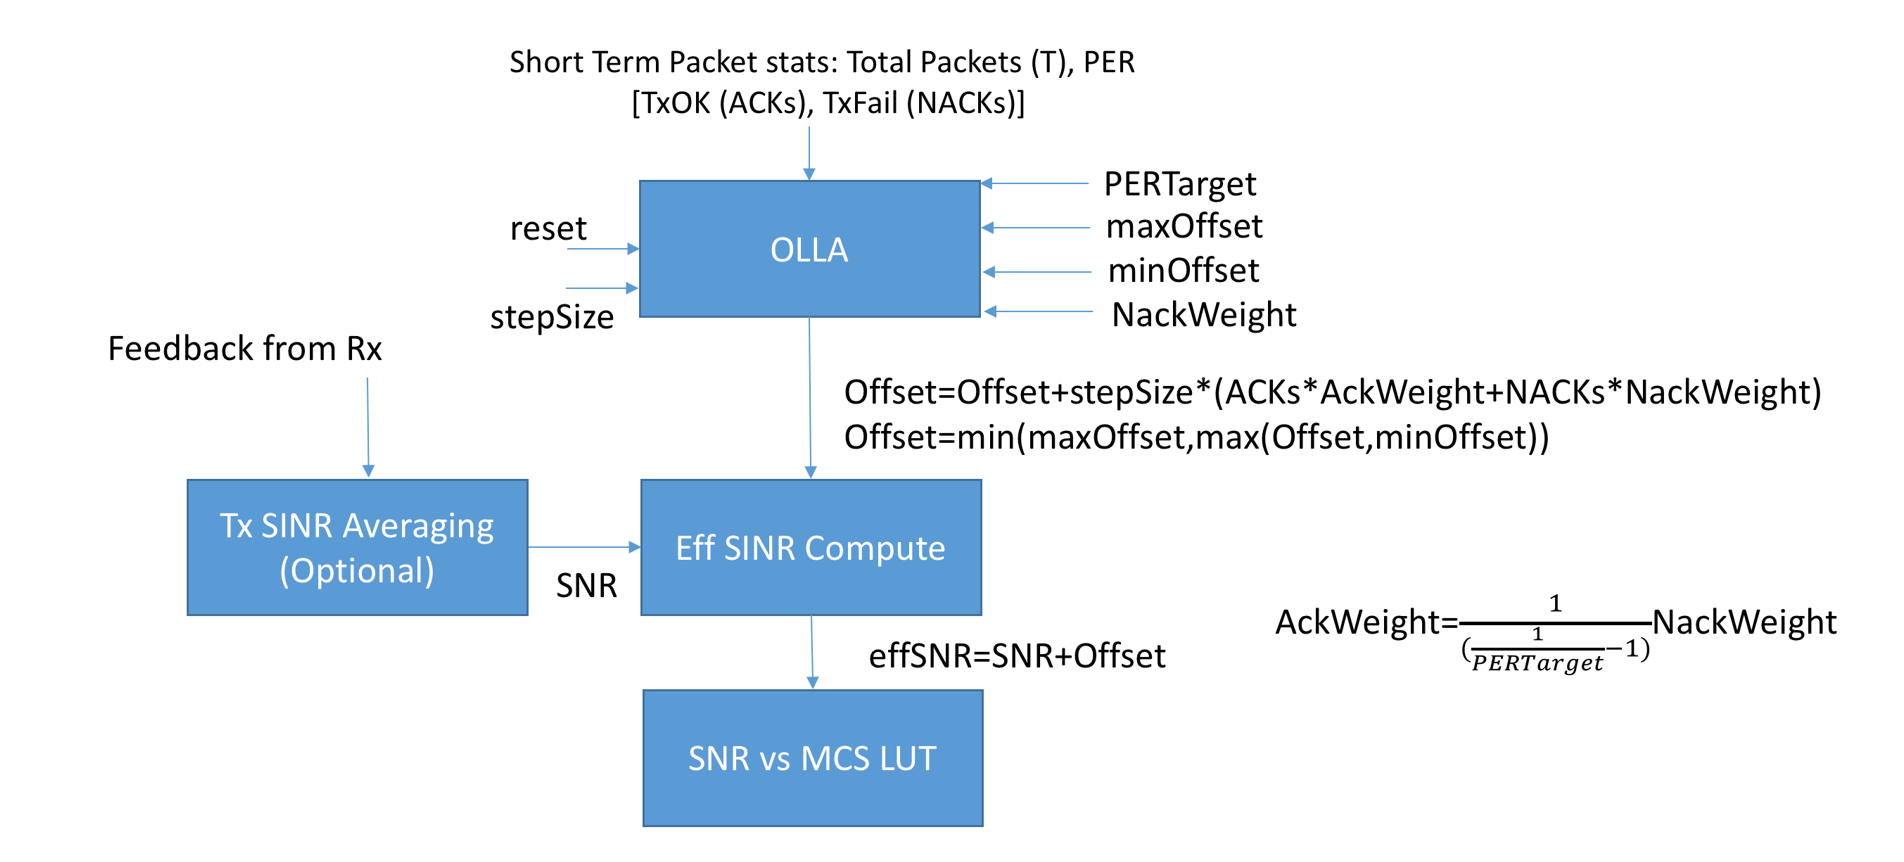 Short Term Packet stats: Total Packets (T), PER
[TxOK (ACKs), TxFail (NACKs)]
PERTarget
maxOffset
minOffset
NackWeight
reset
stepSize
OLLA
Feedback from Rx
Offset=Offset+stepSize*(ACKs*AckWeight+NACKs*NackWeight)
Offset=min(maxOffset,max(Offset,minOffset))
Tx SINR Averaging
(Optional)
SNR
Eff SINR Compute
AckWeight=1/(1/PERTarget−1)NackWeight
effSNR=SNR+Offset
SNR vs MCS LUT